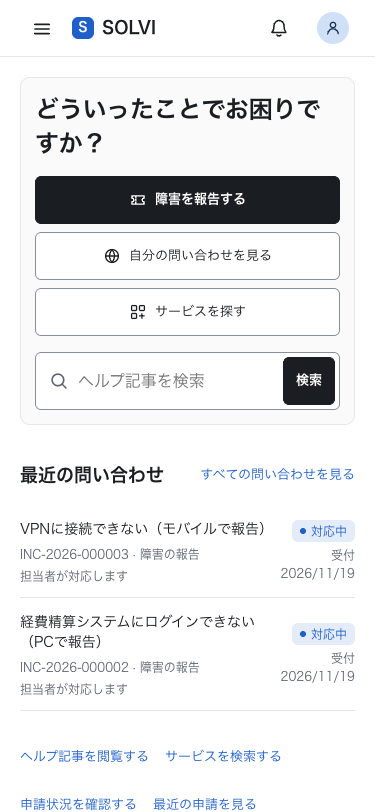 S SOLVI
どういったことでお困りで
すか？
障害を報告する
自分の問い合わせを見る
サービスを探す
ヘルプ記事を検索 検索
最近の問い合わせ すべての問い合わせを見る
VPNに接続できない（モバイルで報告） 対応中
INC-2026-000003 · 障害の報告 受付
担当者が対応します 2026/11/19
経費精算システムにログインできない
（PCで報告） 対応中
INC-2026-000002 · 障害の報告 受付
担当者が対応します 2026/11/19
ヘルプ記事を閲覧する サービスを検索する
申請状況を確認する 最近の申請を見る